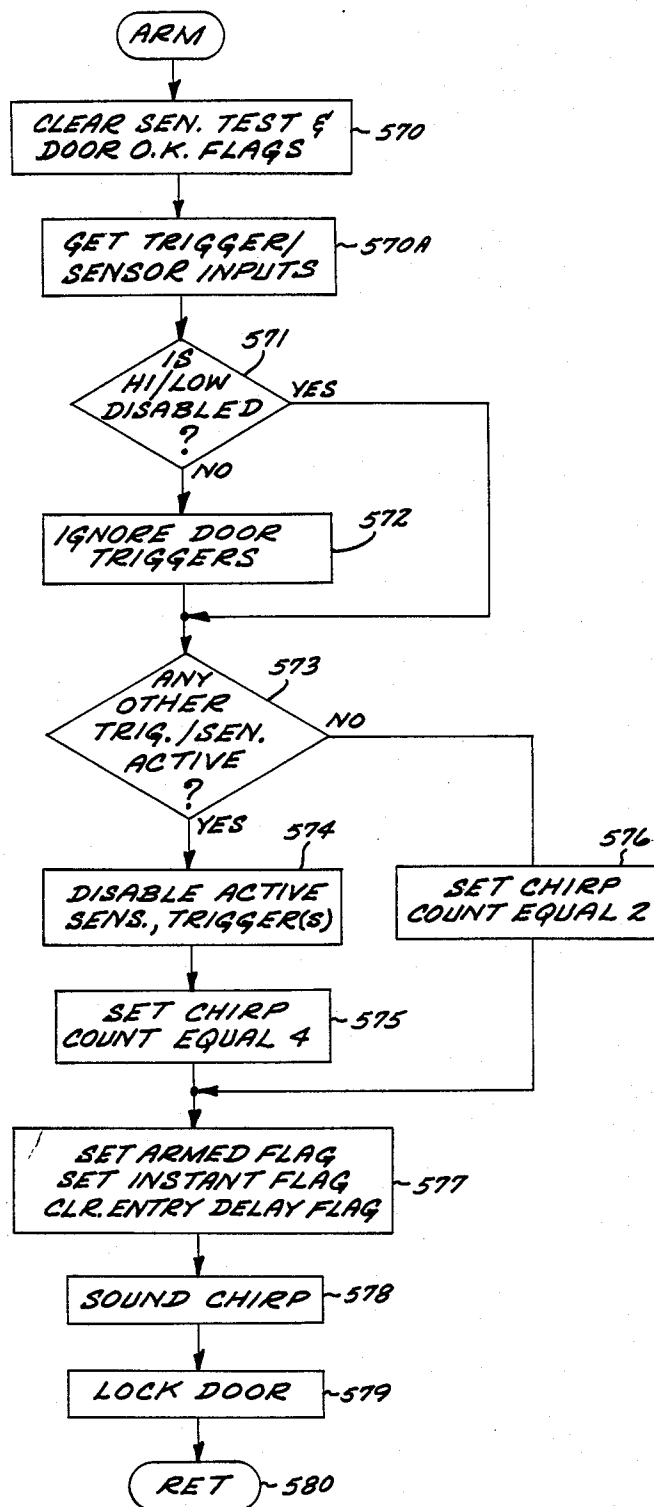 ARM
CLEAR SEN. TEST &
DOOR O.K. FLAGS
570
GET TRIGGER/
SENSOR INPUTS
570A
571
IS
HI/LOW
DISABLED
?
YES
NO
IGNORE DOOR
TRIGGERS
572
573
ANY
OTHER
TRIG./SEN.
ACTIVE
?
NO
YES
574
DISABLE ACTIVE
SENS., TRIGGER(S)
576
SET CHIRP
COUNT EQUAL 2
SET CHIRP
COUNT EQUAL 4
575
SET ARMED FLAG
SET INSTANT FLAG
CLR. ENTRY DELAY FLAG
577
SOUND CHIRP
578
LOCK DOOR
579
RET
580